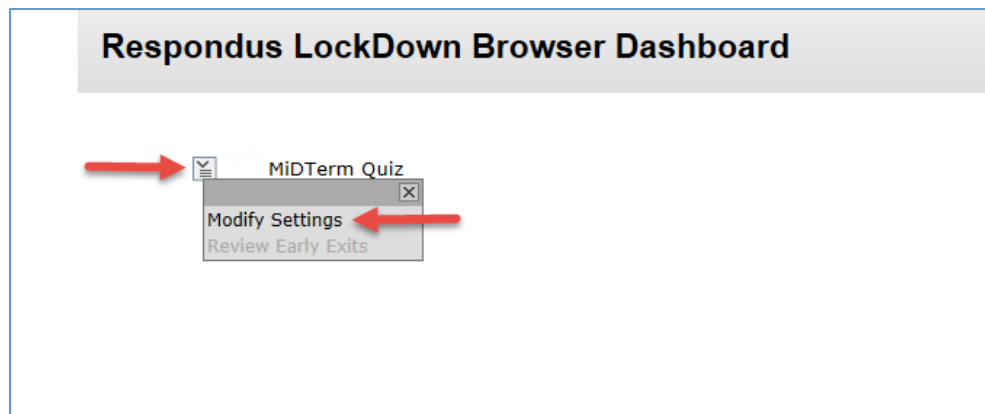 Respondus LockDown Browser Dashboard
MiDTerm Quiz
Modify Settings
Review Early Exits